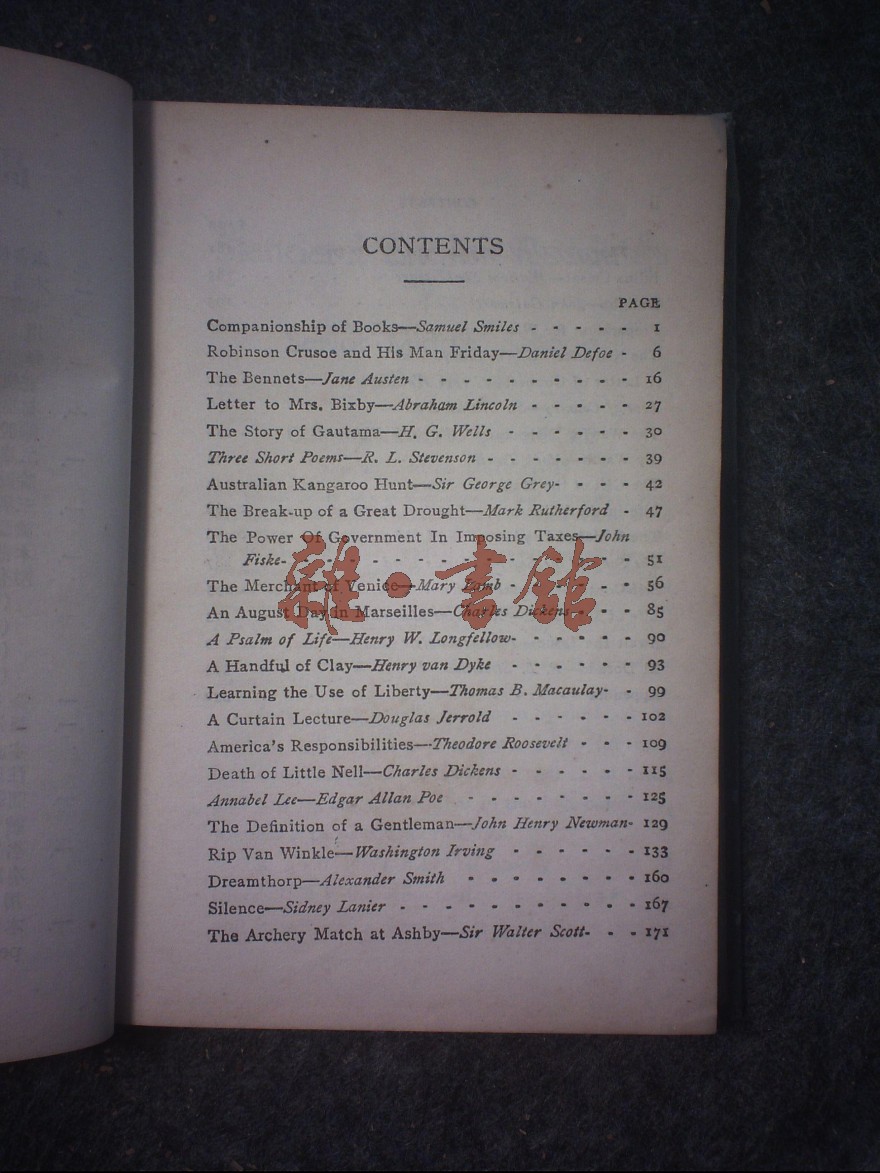 CONTENTS
PAGE
Companionship of Books—Samuel Smiles - - - - - 1
Robinson Crusoe and His Man Friday—Daniel Defoe - 6
The Bennets—Jane Austen - - - - - - - - - - 16
Letter to Mrs. Bixby—Abraham Lincoln - - - - - 27
The Story of Gautama—H. G. Wells - - - - - - 30
Three Short Poems—R. L. Stevenson - - - - - - - 39
Australian Kangaroo Hunt—Sir George Grey- - - - 42
The Break-up of a Great Drought—Mark Rutherford - 47
The Power Of Government In Imposing Taxes—John
Fiske- - - - - - - - - - - - - - - - 51
The Merchant of Venice—Mary Lamb - - - - - - 56
An August Day in Marseilles—Charles Dickens- - - - 85
A Psalm of Life—Henry W. Longfellow- - - - - - 90
A Handful of Clay—Henry van Dyke - - - - - - 93
Learning the Use of Liberty—Thomas B. Macaulay- - 99
A Curtain Lecture—Douglas Jerrold - - - - - - 102
America's Responsibilities—Theodore Roosevelt - - - 109
Death of Little Nell—Charles Dickens - - - - - - 115
Annabel Lee—Edgar Allan Poe - - - - - - - - 125
The Definition of a Gentleman—John Henry Newman- 129
Rip Van Winkle—Washington Irving - - - - - - 133
Dreamthorp—Alexander Smith - - - - - - - - 160
Silence—Sidney Lanier - - - - - - - - - - - 167
The Archery Match at Ashby—Sir Walter Scott- - - 171
雜·書館